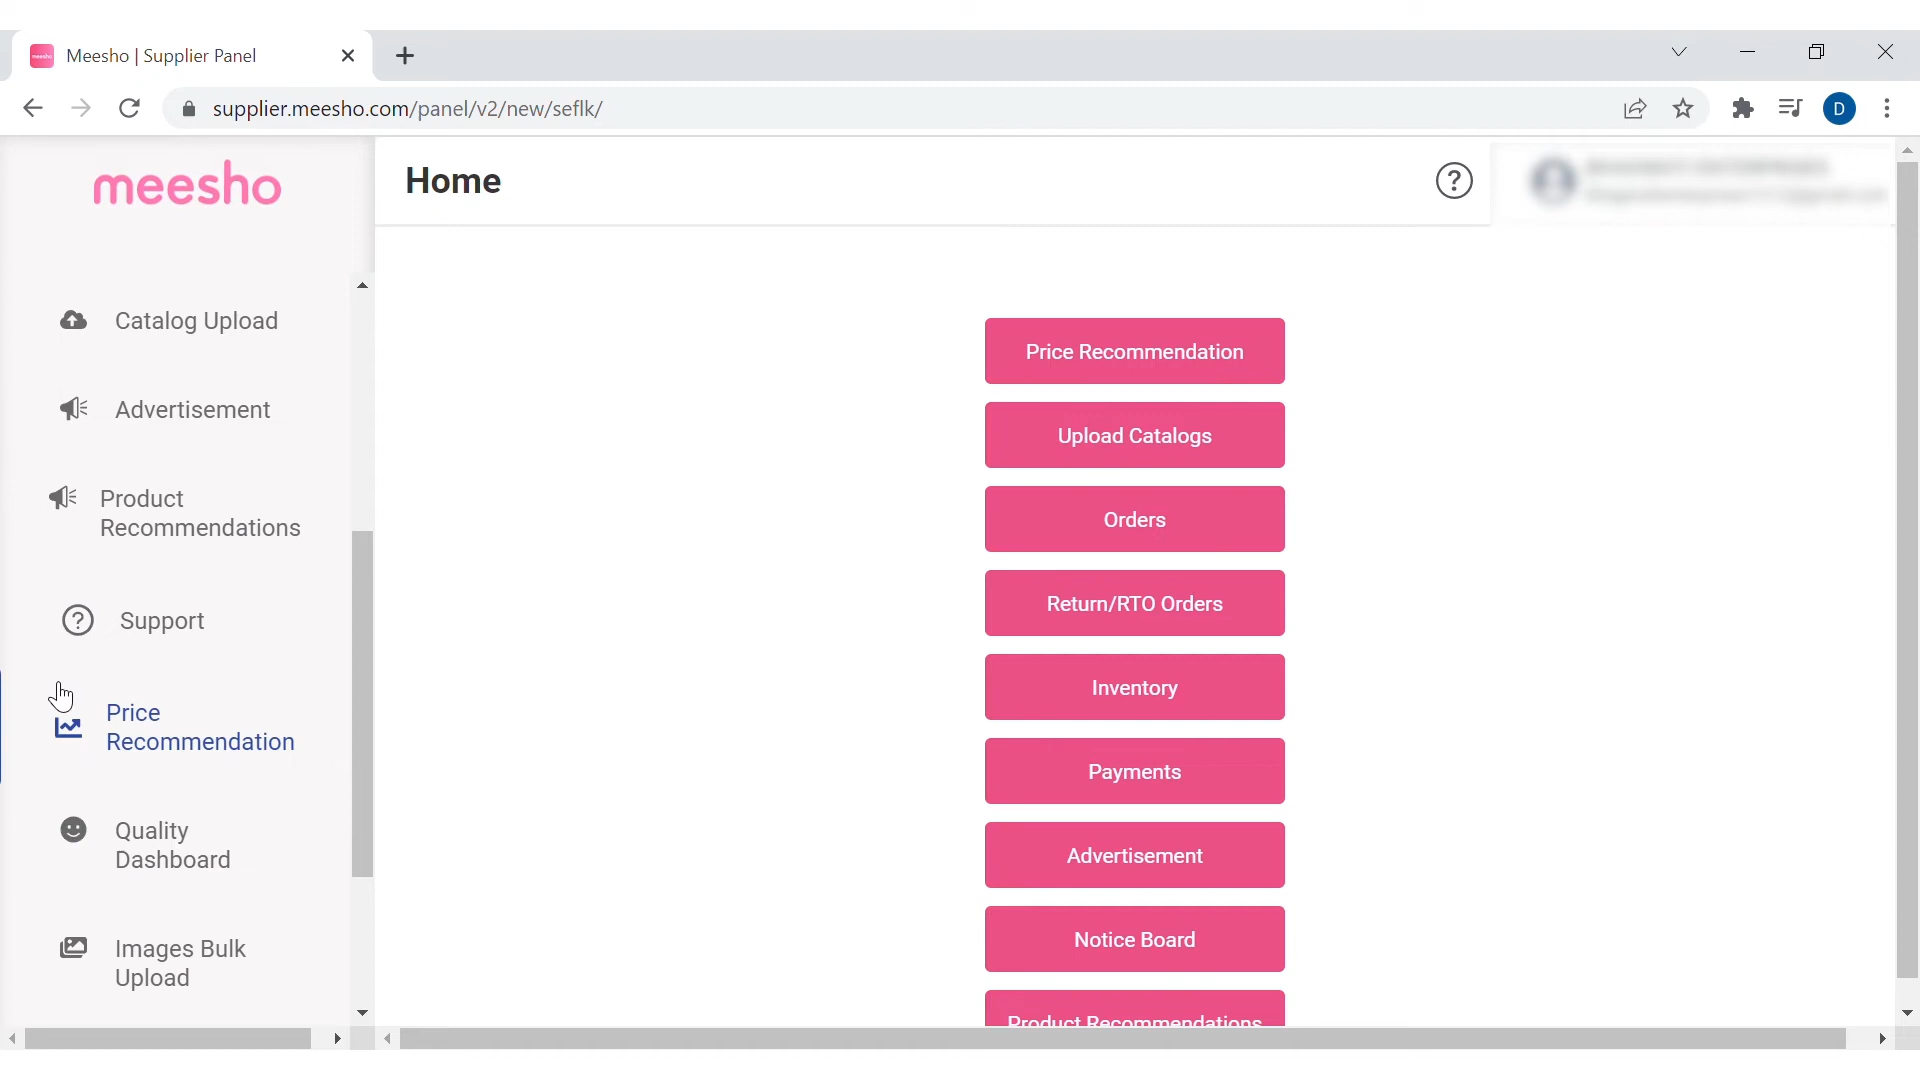 meesho
Meesho | Supplier Panel
supplier.meesho.com/panel/v2/new/seflk/
D
meesho
Home
Catalog Upload
Advertisement
Product
Recommendations
Support
Price
Recommendation
Quality
Dashboard
Images Bulk
Upload
Price Recommendation
Upload Catalogs
Orders
Return/RTO Orders
Inventory
Payments
Advertisement
Notice Board
Product Recommendations